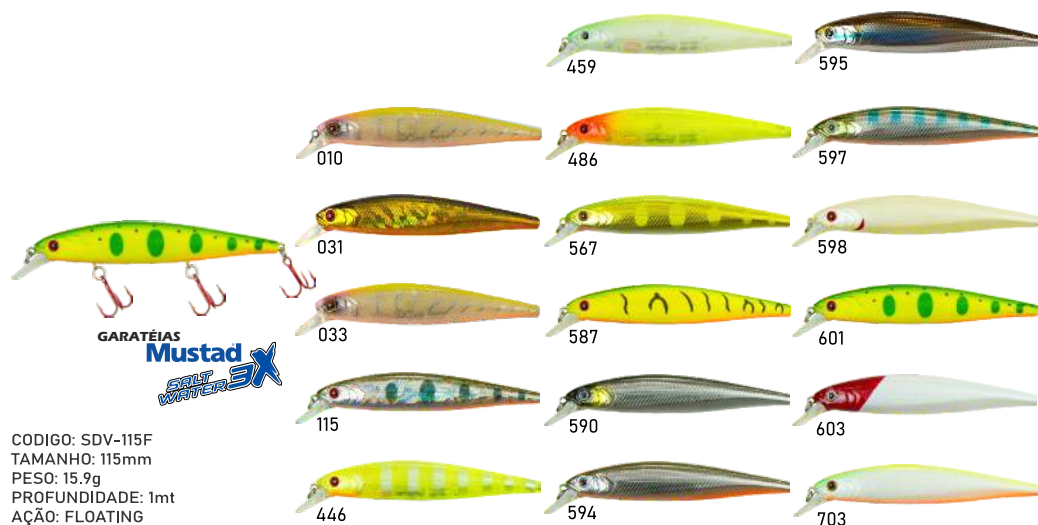 459
595
010
486
597
031
567
598
033
587
601
GARATÉIAS
Mustad
SALT
WATER 3X
115
590
603
CODIGO: SDV-115F
TAMANHO: 115mm
PESO: 15.9g
PROFUNDIDADE: 1mt
AÇÃO: FLOATING
446
594
703